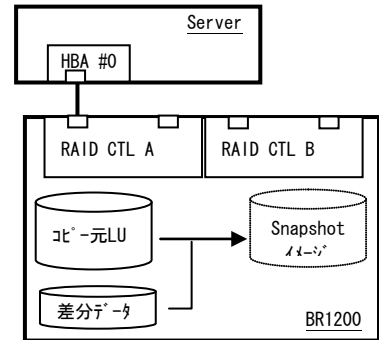 Server
HBA #0
RAID CTL A
RAID CTL B
ｺﾋﾟｰ元LU
Snapshot
ｲﾒｰｼﾞ
差分ﾃﾞｰﾀ
BR1200